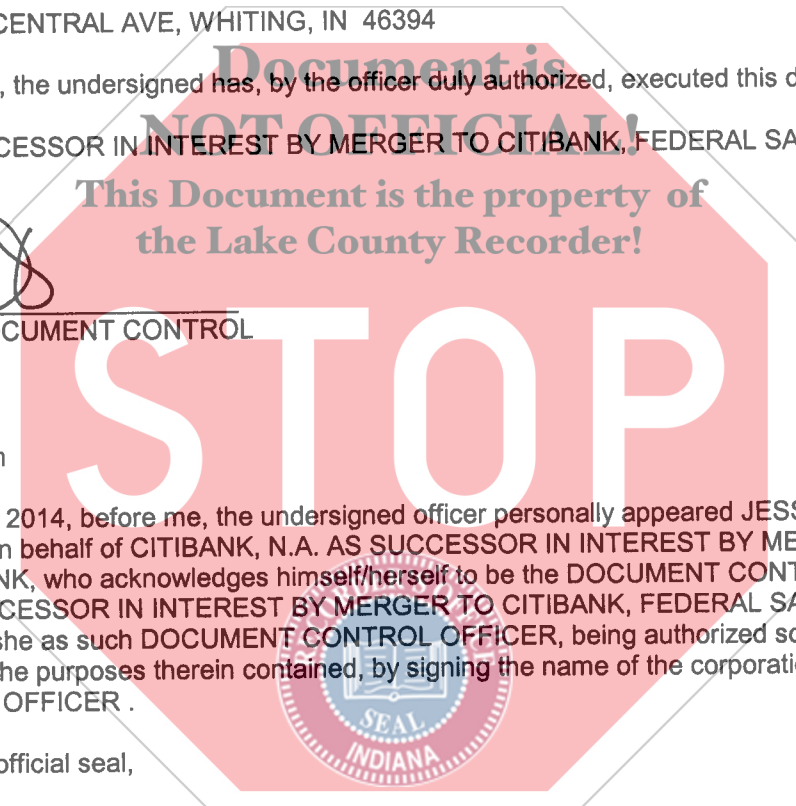 CENTRAL AVE, WHITING, IN 46394
Document is
, the undersigned has, by the officer duly authorized, executed this d
NOT OFFICIAL!
CESSOR IN INTEREST BY MERGER TO CITIBANK, FEDERAL SA
This Document is the property of
the Lake County Recorder!
CUMENT CONTROL
STOP
2014, before me, the undersigned officer personally appeared JESS
n behalf of CITIBANK, N.A. AS SUCCESSOR IN INTEREST BY ME
NK, who acknowledges himself/herself to be the DOCUMENT CONT
CESSOR IN INTEREST BY MERGER TO CITIBANK, FEDERAL SA
she as such DOCUMENT CONTROL OFFICER, being authorized so
he purposes therein contained, by signing the name of the corporati
OFFICER .
SEAL
INDIANA
official seal,